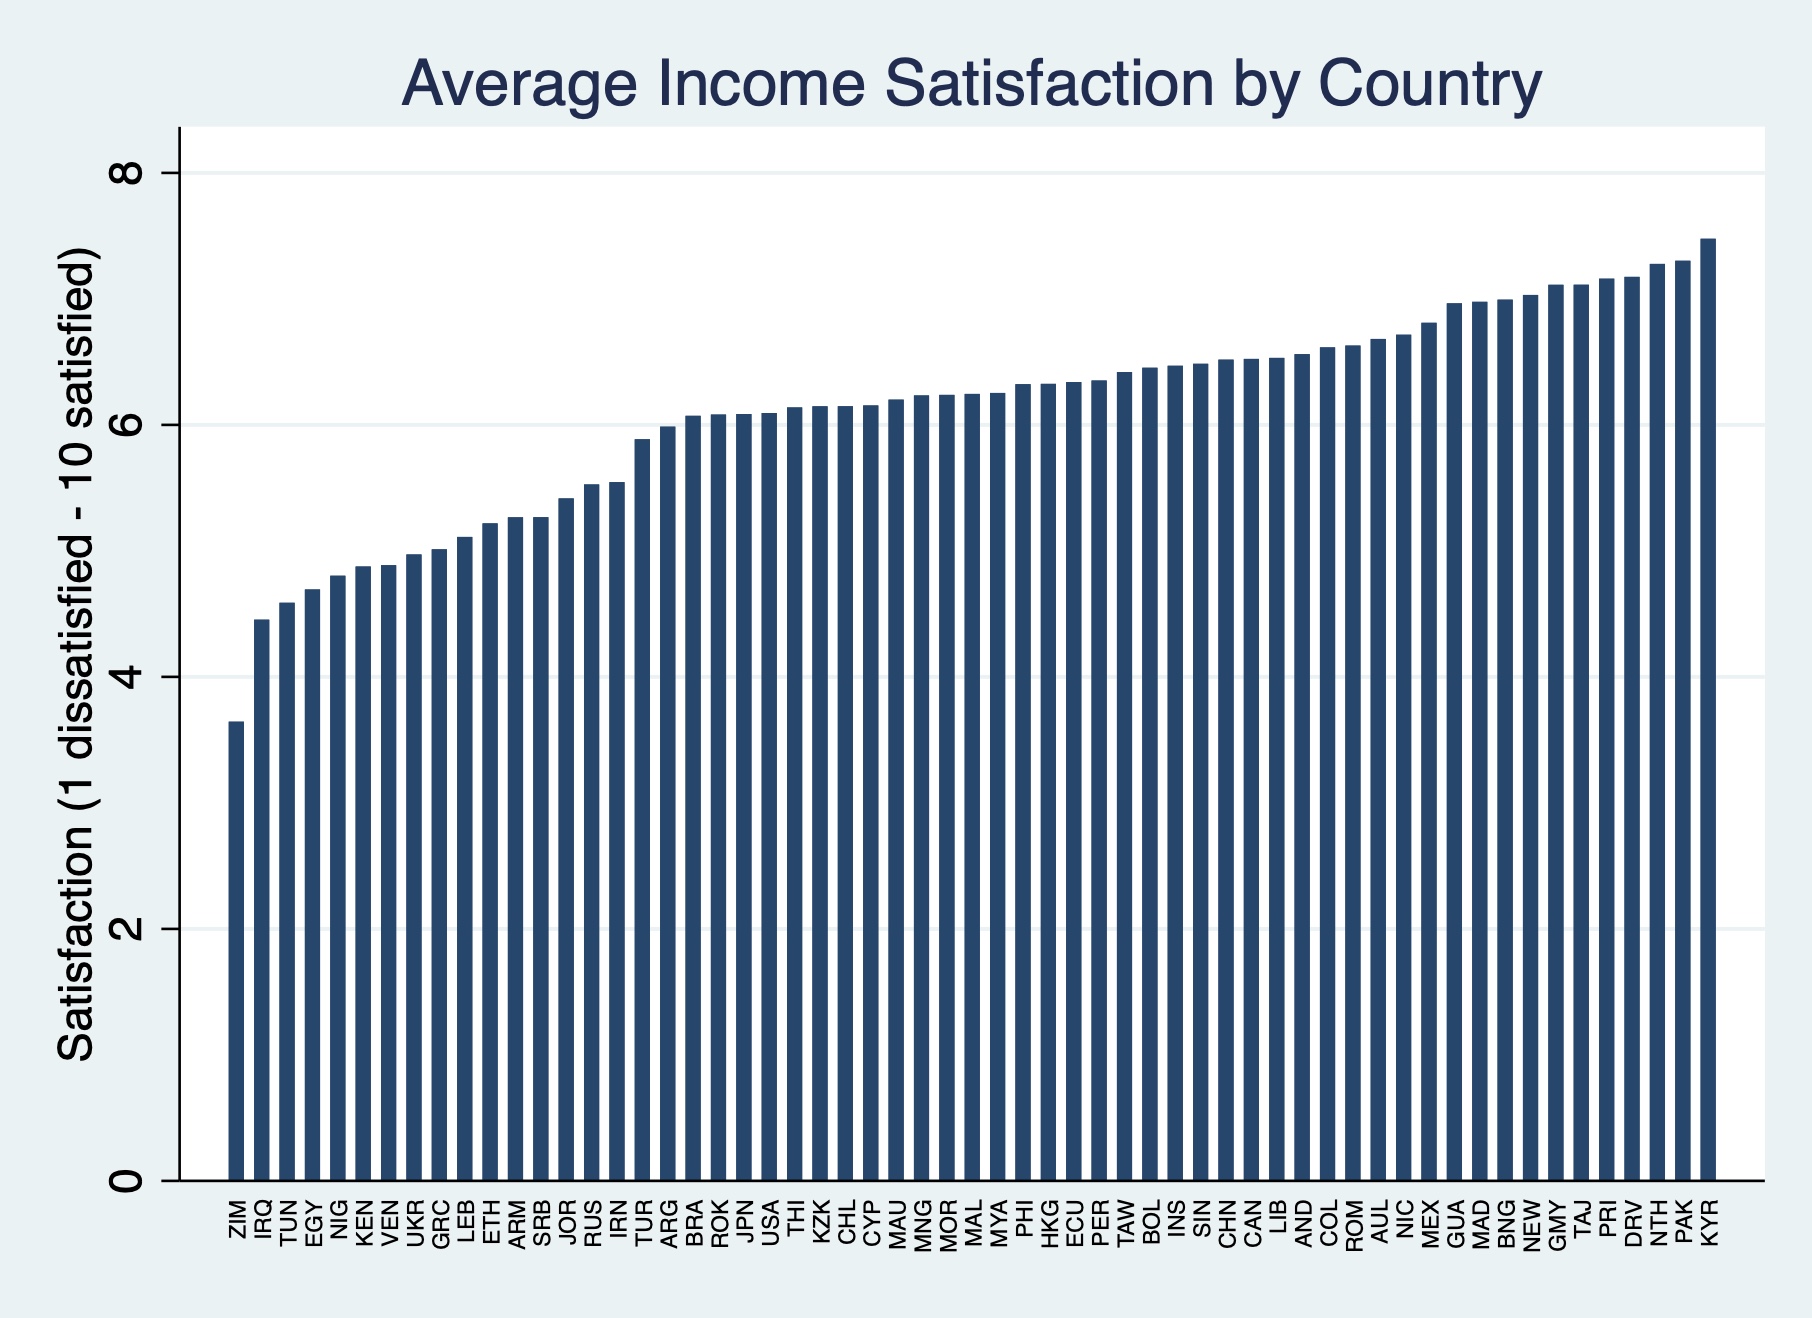 Average Income Satisfaction by Country
Satisfaction (1 dissatisfied - 10 satisfied)
8
6
4
2
0
ZIM
IRQ
TUN
EGY
NIG
KEN
VEN
UKR
GRC
LEB
ETH
ARM
SRB
JOR
RUS
IRN
TUR
ARG
BRA
ROK
JPN
USA
THI
KZK
CHL
CYP
MAU
MNG
MOR
MAL
MYA
PHI
HKG
ECU
PER
TAW
BOL
INS
SIN
CHN
CAN
LIB
AND
COL
ROM
AUL
NIC
MEX
GUA
MAD
BNG
NEW
GMY
TAJ
PRI
DRV
NTH
PAK
KYR